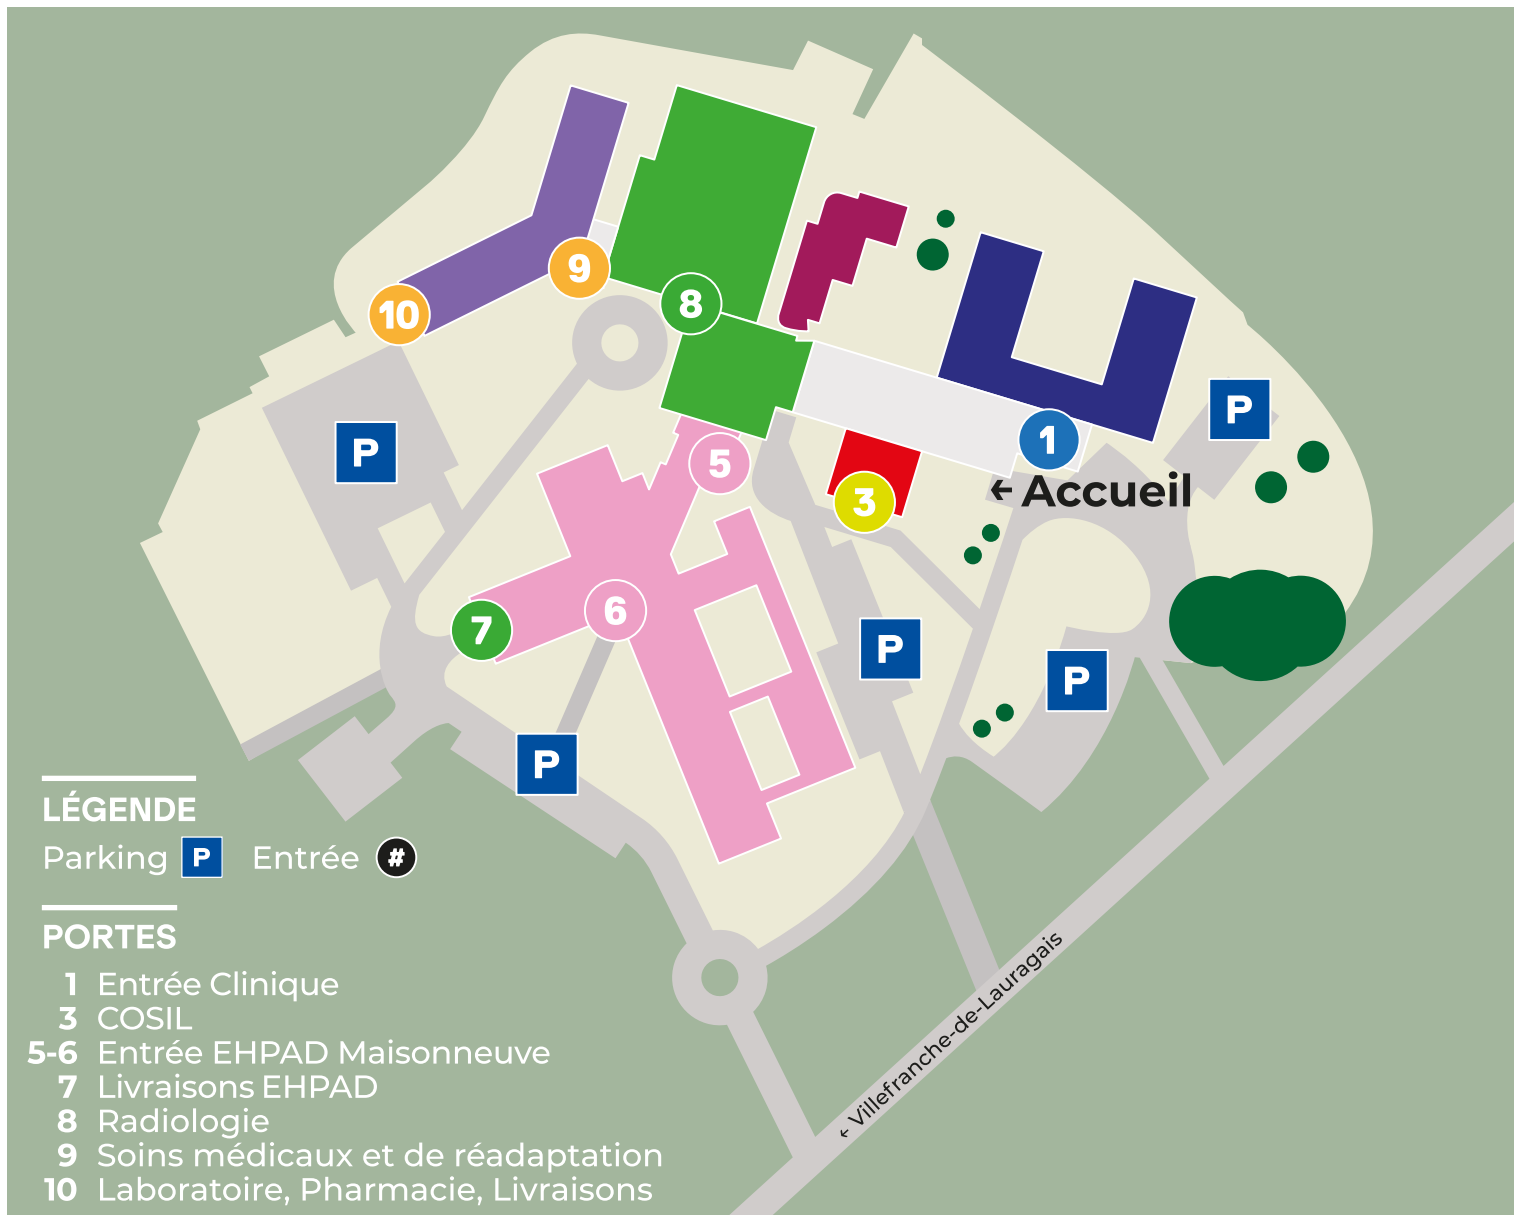 10
9
8
P
5
1
P
3
← Accueil
7
6
P
P
P
← Villefranche-de-Lauragais
LÉGENDE
Parking P Entrée #
PORTES
1 Entrée Clinique
3 COSIL
5-6 Entrée EHPAD Maisonneuve
7 Livraisons EHPAD
8 Radiologie
9 Soins médicaux et de réadaptation
10 Laboratoire, Pharmacie, Livraisons